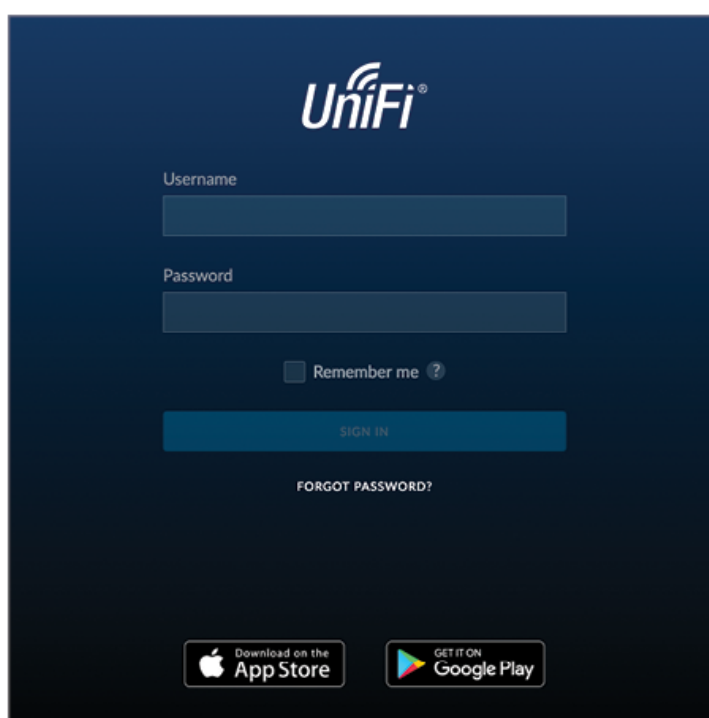 UniFi®
Username
Password
Remember me ?
SIGN IN
FORGOT PASSWORD?
Download on the
App Store
GET IT ON
Google Play